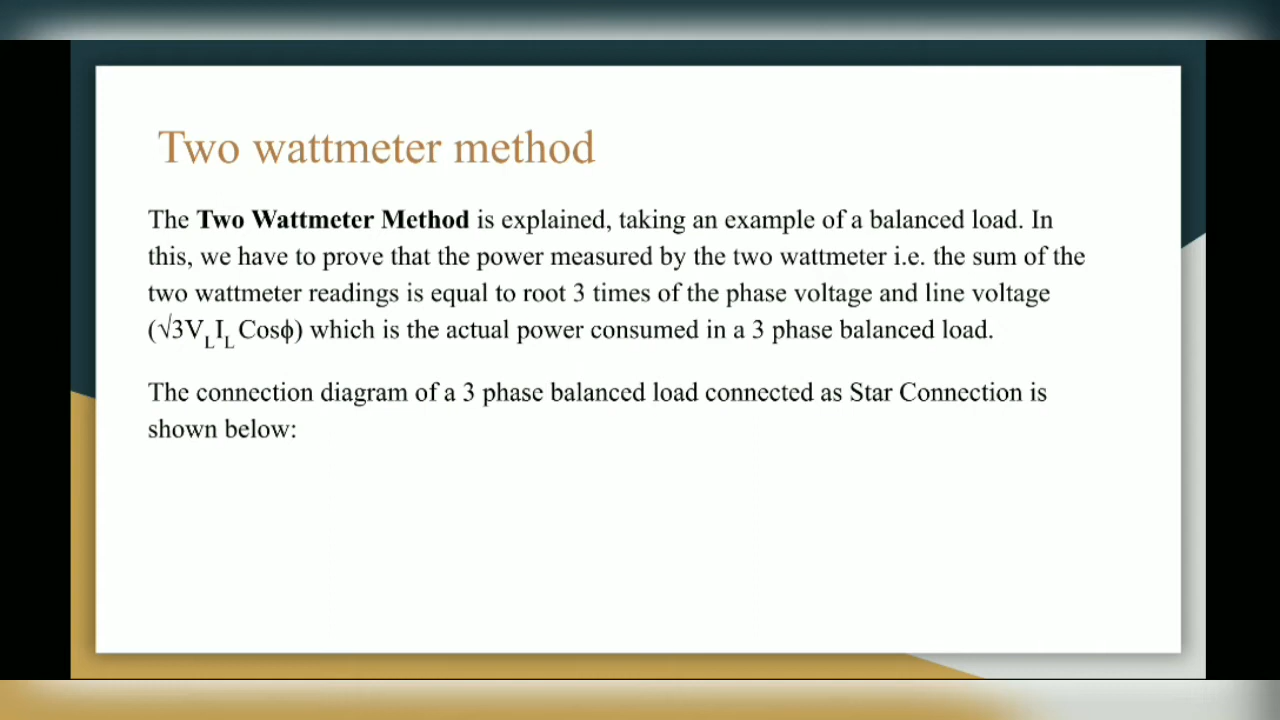 Two wattmeter method
The Two Wattmeter Method is explained, taking an example of a balanced load. In
this, we have to prove that the power measured by the two wattmeter i.e. the sum of the
two wattmeter readings is equal to root 3 times of the phase voltage and line voltage
(√3VLIL Cosϕ) which is the actual power consumed in a 3 phase balanced load.
The connection diagram of a 3 phase balanced load connected as Star Connection is
shown below: